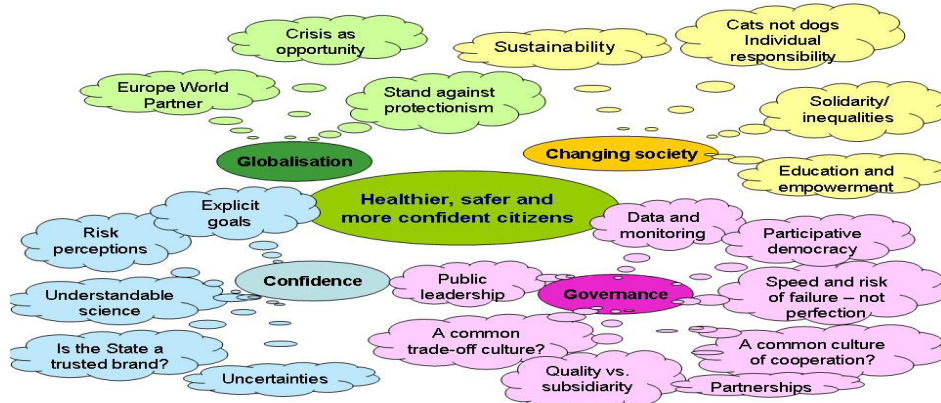 Crisis as
opportunity
Sustainability
Cats not dogs
Individual
responsibility
Europe World
Partner
Stand against
protectionism
Solidarity/
inequalities
Globalisation
Changing society
Education and
empowerment
Healthier, safer and
more confident citizens
Explicit
goals
Risk
perceptions
Data and
monitoring
Participative
democracy
Confidence
Public
leadership
Governance
Speed and risk
of failure – not
perfection
Understandable
science
A common
trade-off culture?
A common culture
of cooperation?
Is the State a
trusted brand?
Uncertainties
Quality vs.
subsidiarity
Partnerships